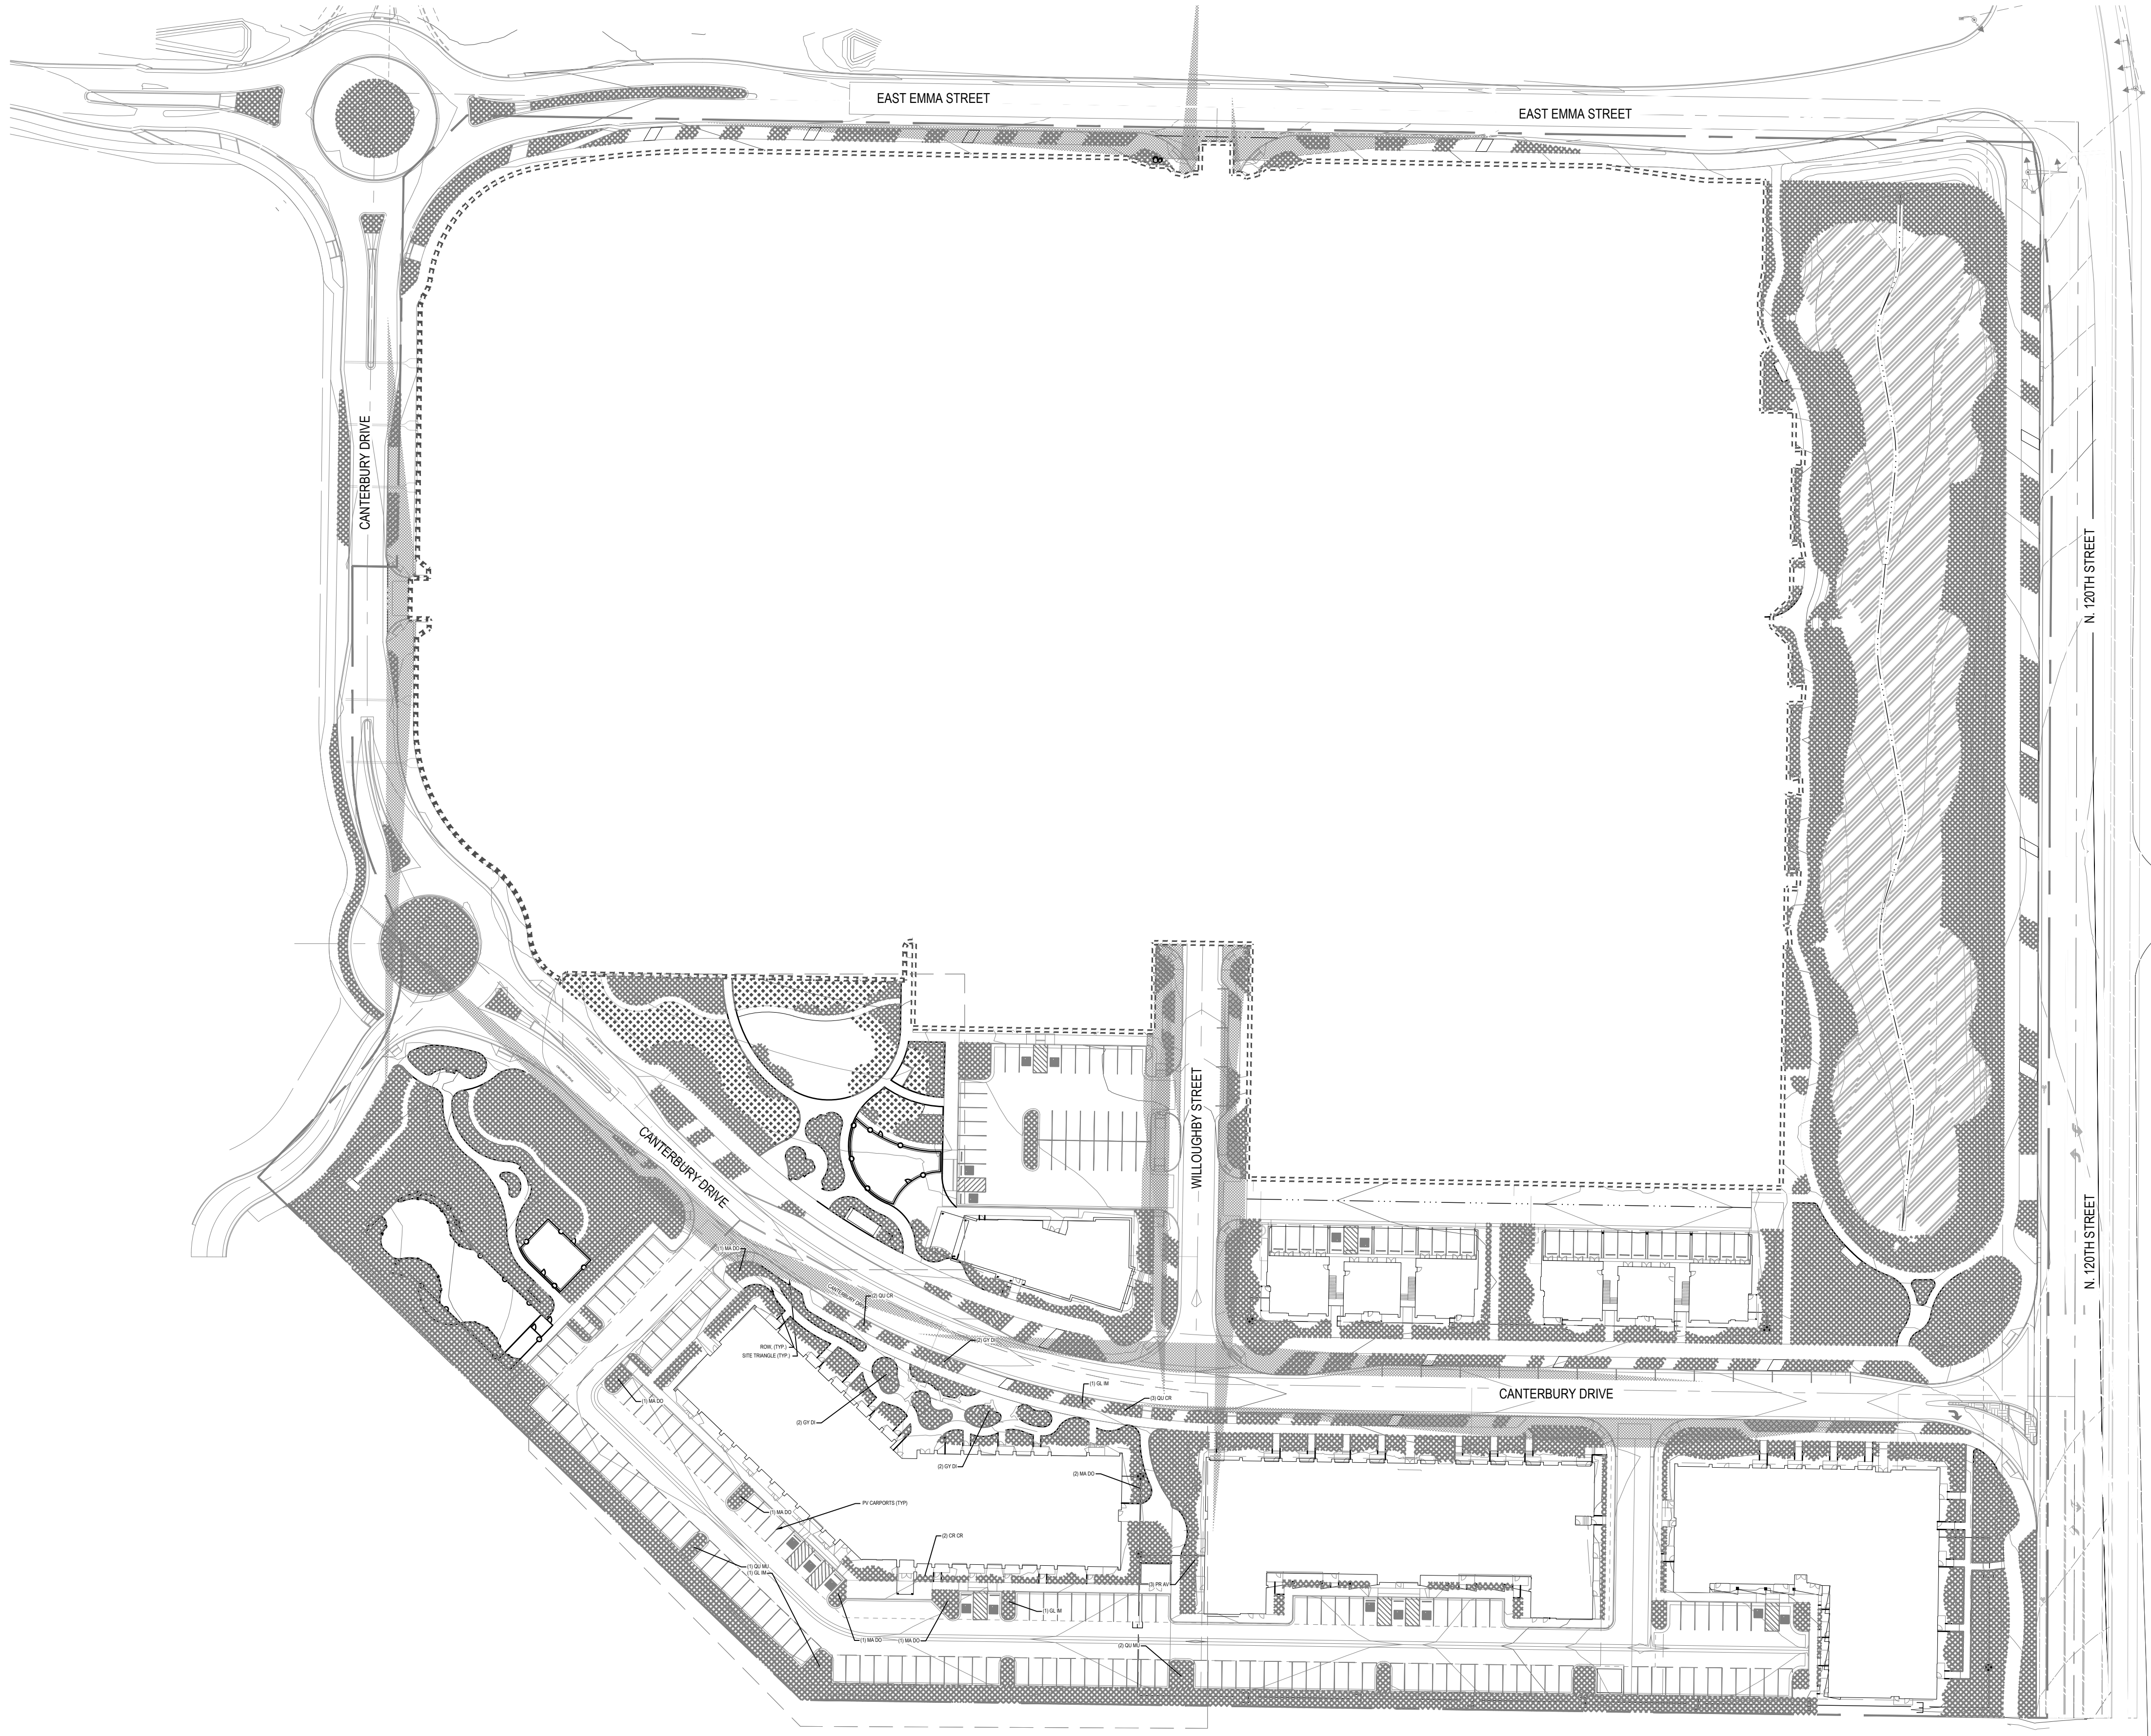 EAST EMMA STREET
EAST EMMA STREET
CANTERBURY DRIVE
N. 120TH STREET
WILLOUGHBY STREET
CANTERBURY DRIVE
N. 120TH STREET
(1) MA DO
CANTERBURY DRIVE
(2) QU CR
(2) GY DI
ROW, (TYP.)
SITE TRIANGLE (TYP.)
(1) GL IM
CANTERBURY DRIVE
(3) QU CR
(1) MA DO
(2) GY DI
(2) GY DI
(2) MA DO
PV CARPORTS (TYP)
(1) MA DO
(2) CR CR
(1) QU MU
(1) GL IM
(3) PR AV
(1) GL IM
(1) MA DO
(1) MA DO
(2) QU MU